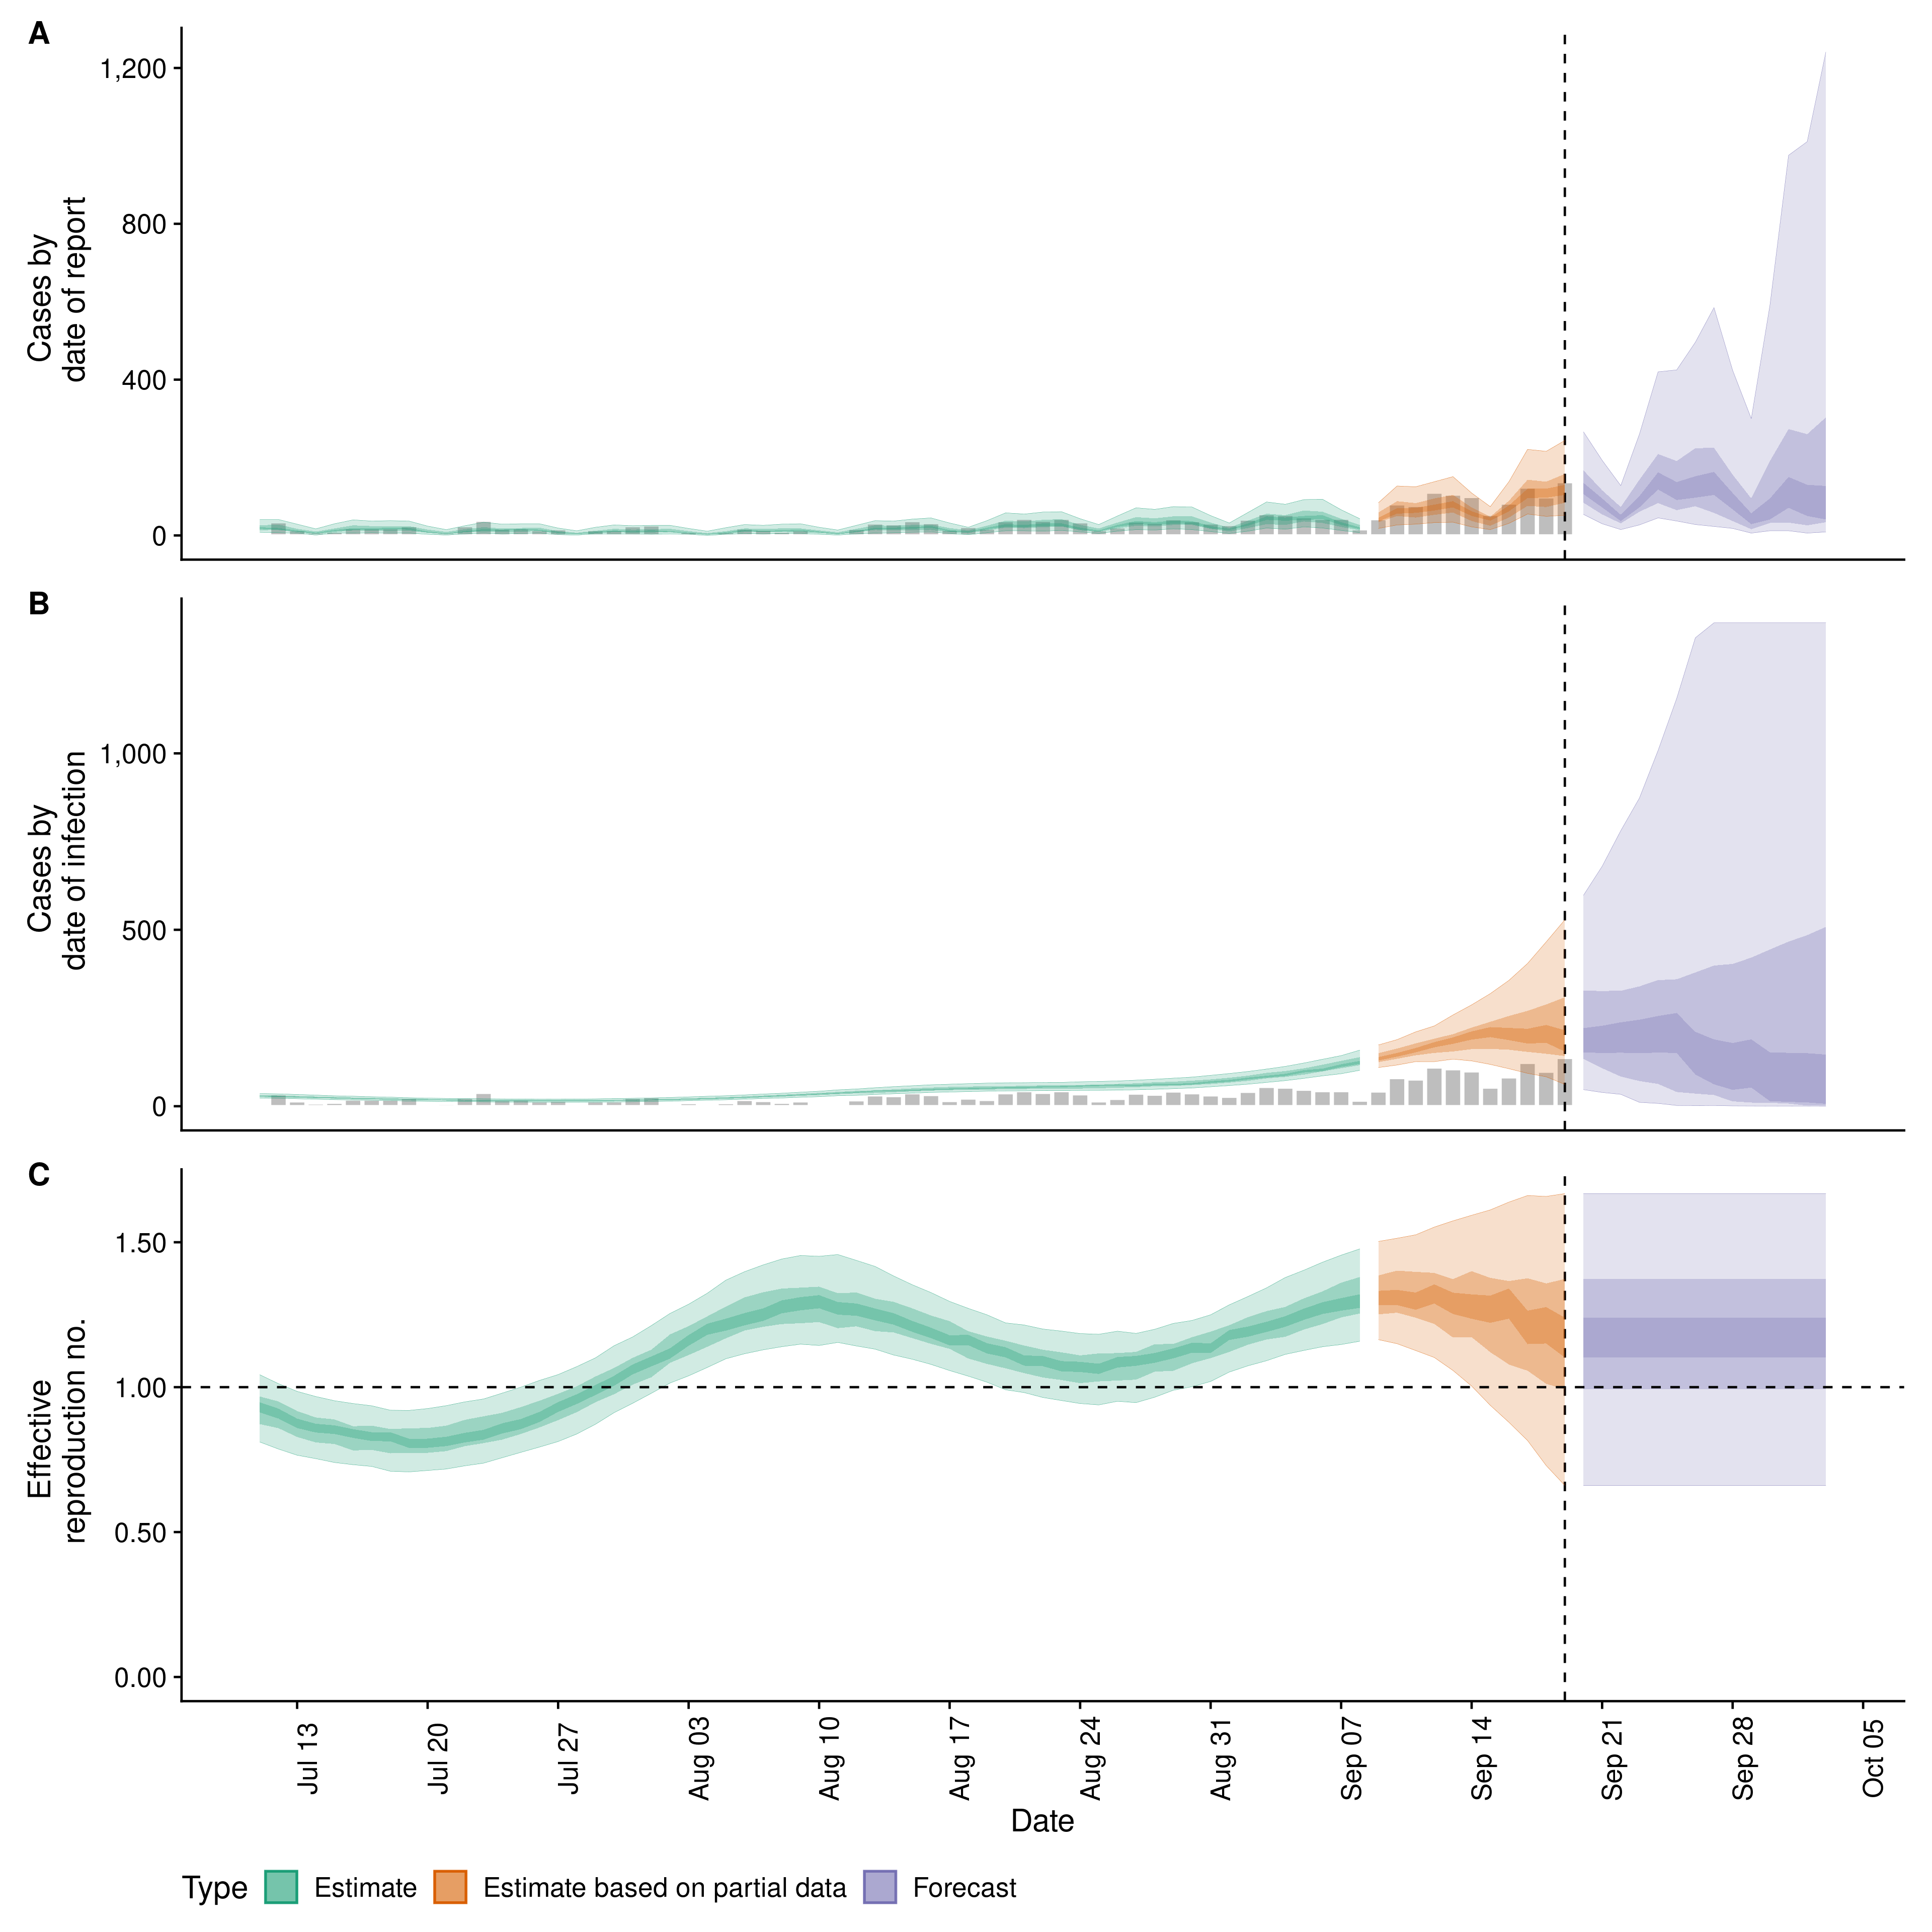 A
1,200
800
400
0
Cases by
date of report
B
1,000
500
0
Cases by
date of infection
C
1.50
1.00
0.50
0.00
Effective
reproduction no.
Jul 13
Jul 20
Jul 27
Aug 03
Aug 10
Aug 17
Aug 24
Aug 31
Sep 07
Sep 14
Sep 21
Sep 28
Oct 05
Date
Type Estimate Estimate based on partial data Forecast